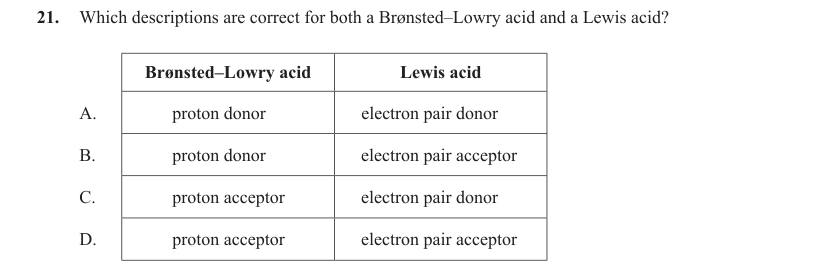 21. Which descriptions are correct for both a Brønsted–Lowry acid and a Lewis acid?
Brønsted–Lowry acid Lewis acid
A. proton donor electron pair donor
B. proton donor electron pair acceptor
C. proton acceptor electron pair donor
D. proton acceptor electron pair acceptor